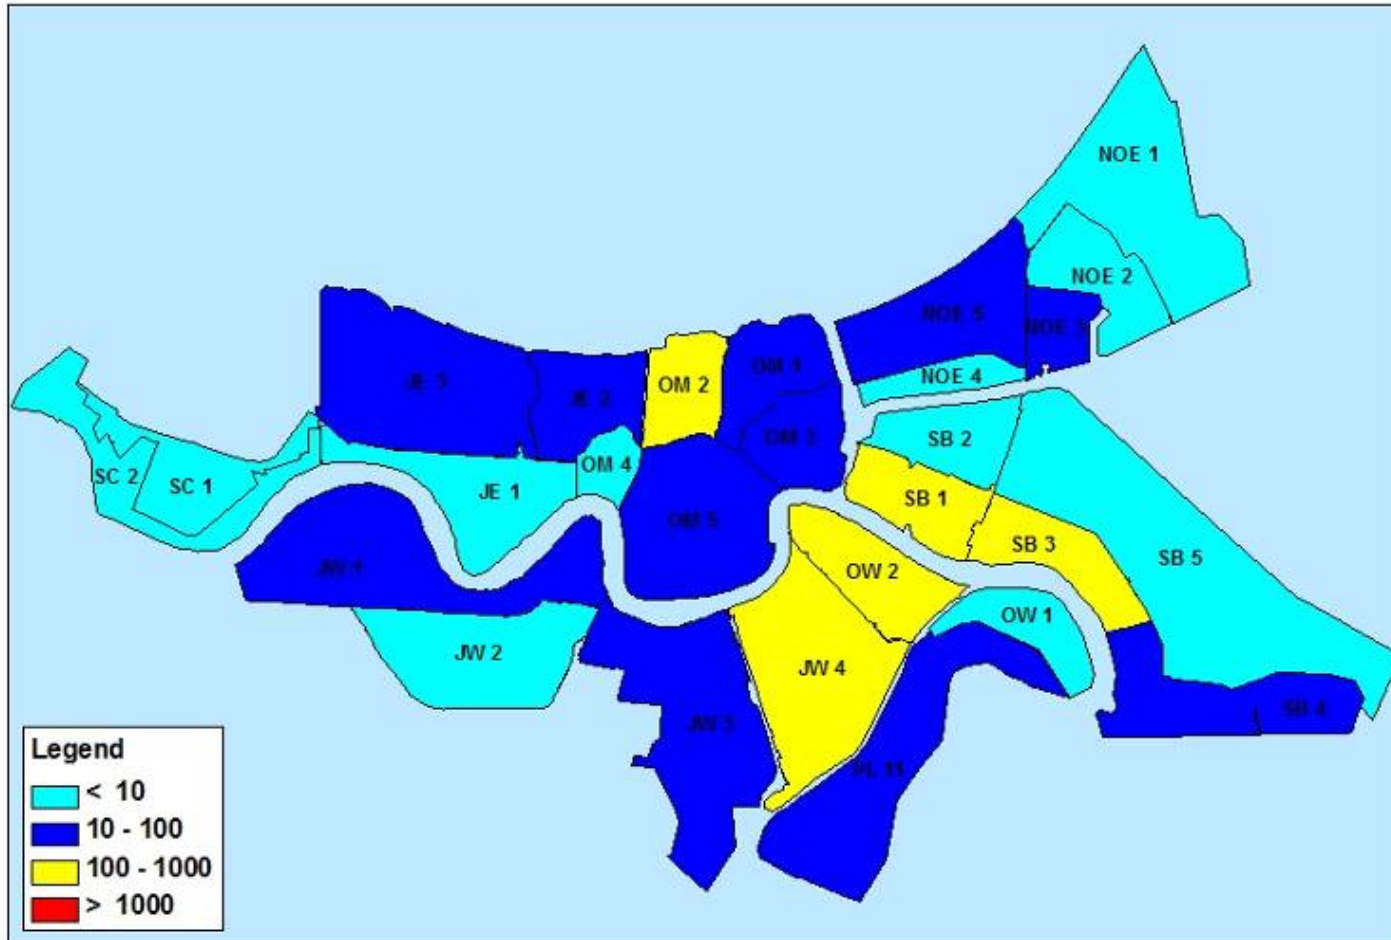 NOE 1
NOE 2
NOE 5
NOE 3
OM 1
JE 3
OM 2
NOE 4
JE 2
OM 3
SB 2
OM 4
SC 2
SC 1
JE 1
SB 1
OM 5
SB 3
SB 5
JW 1
OW 2
OW 1
JW 2
JW 4
SB 4
JW 3
PL 11
Legend
< 10
10 - 100
100 - 1000
> 1000